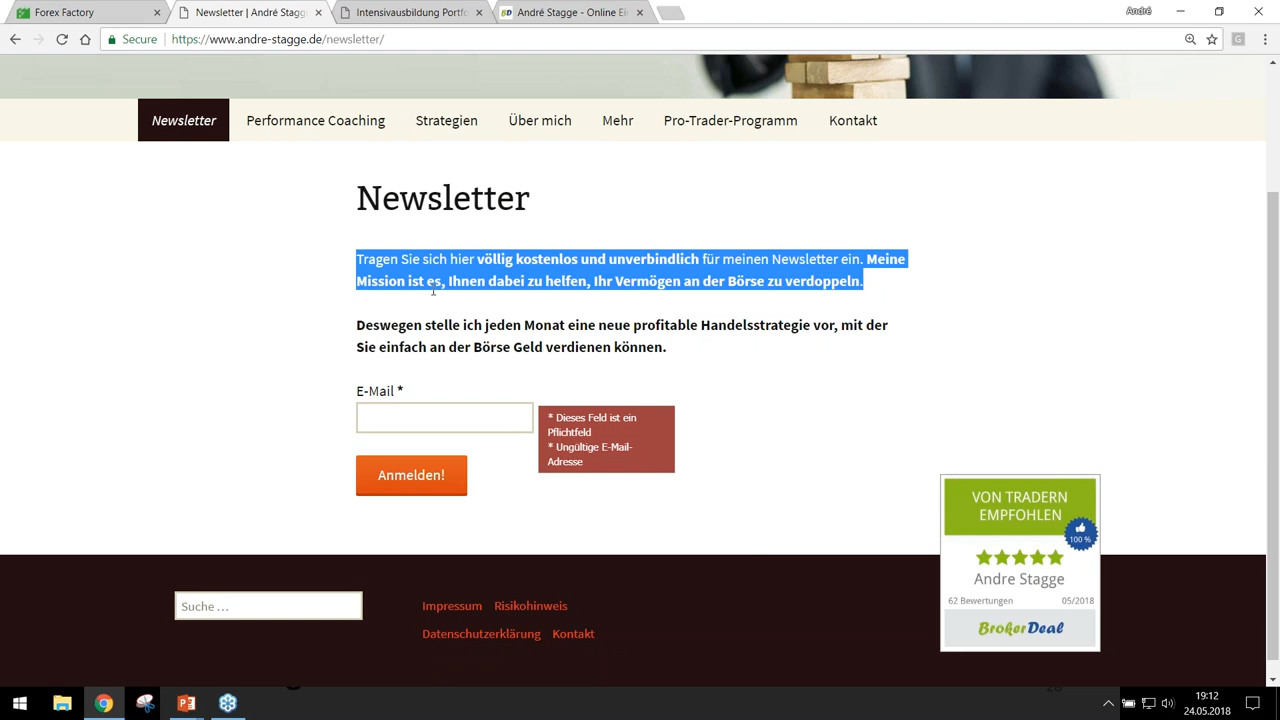 Forex Factory
Newsletter | André Stagg
Intensivausbildung Portfo
André Stagge - Online Ei
André
Secure
https://www.andre-stagge.de/newsletter/
Newsletter
Performance Coaching
Strategien
Über mich
Mehr
Pro-Trader-Programm
Kontakt
Newsletter
Tragen Sie sich hier völlig kostenlos und unverbindlich für meinen Newsletter ein. Meine
Mission ist es, Ihnen dabei zu helfen, Ihr Vermögen an der Börse zu verdoppeln.
Deswegen stelle ich jeden Monat eine neue profitable Handelsstrategie vor, mit der
Sie einfach an der Börse Geld verdienen können.
E-Mail *
* Dieses Feld ist ein
Pflichtfeld
* Ungültige E-Mail-
Adresse
Anmelden!
VON TRADERN
EMPFOHLEN
100 %
Andre Stagge
62 Bewertungen 05/2018
BrokerDeal
Suche …
Impressum Risikohinweis
Datenschutzerklärung Kontakt
19:12
24.05.2018